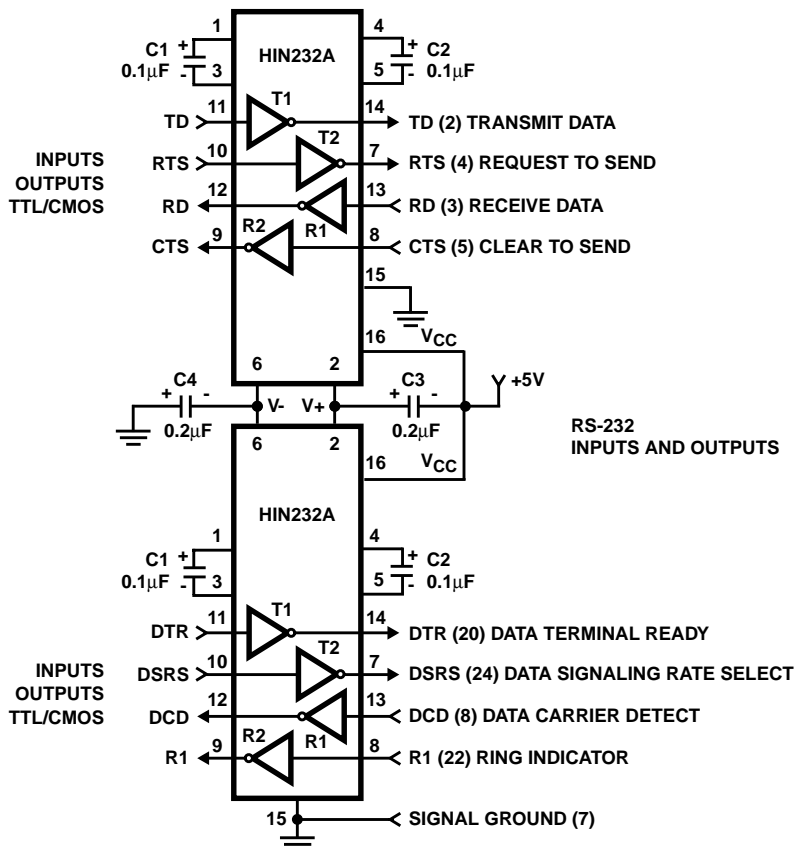 1 HIN232A 4
C1 + + C2
0.1µF - 3 5 - 0.1µF
T1
TD 11 14 TD (2) TRANSMIT DATA
T2
INPUTS
OUTPUTS
TTL/CMOS
RTS 10 7 RTS (4) REQUEST TO SEND
RD 12 13 RD (3) RECEIVE DATA
R2 R1
CTS 9 8 CTS (5) CLEAR TO SEND
15
16 VCC
6 2
C4 C3 +5V
+ - V- V+ + -
0.2µF 0.2µF
RS-232
INPUTS AND OUTPUTS
6 2
16 VCC
HIN232A
1 4
C1 + + C2
0.1µF - 3 5 - 0.1µF
T1
DTR 11 14 DTR (20) DATA TERMINAL READY
T2
INPUTS
OUTPUTS
TTL/CMOS
DSRS 10 7 DSRS (24) DATA SIGNALING RATE SELECT
DCD 12 13 DCD (8) DATA CARRIER DETECT
R2 R1
R1 9 8 R1 (22) RING INDICATOR
15 SIGNAL GROUND (7)